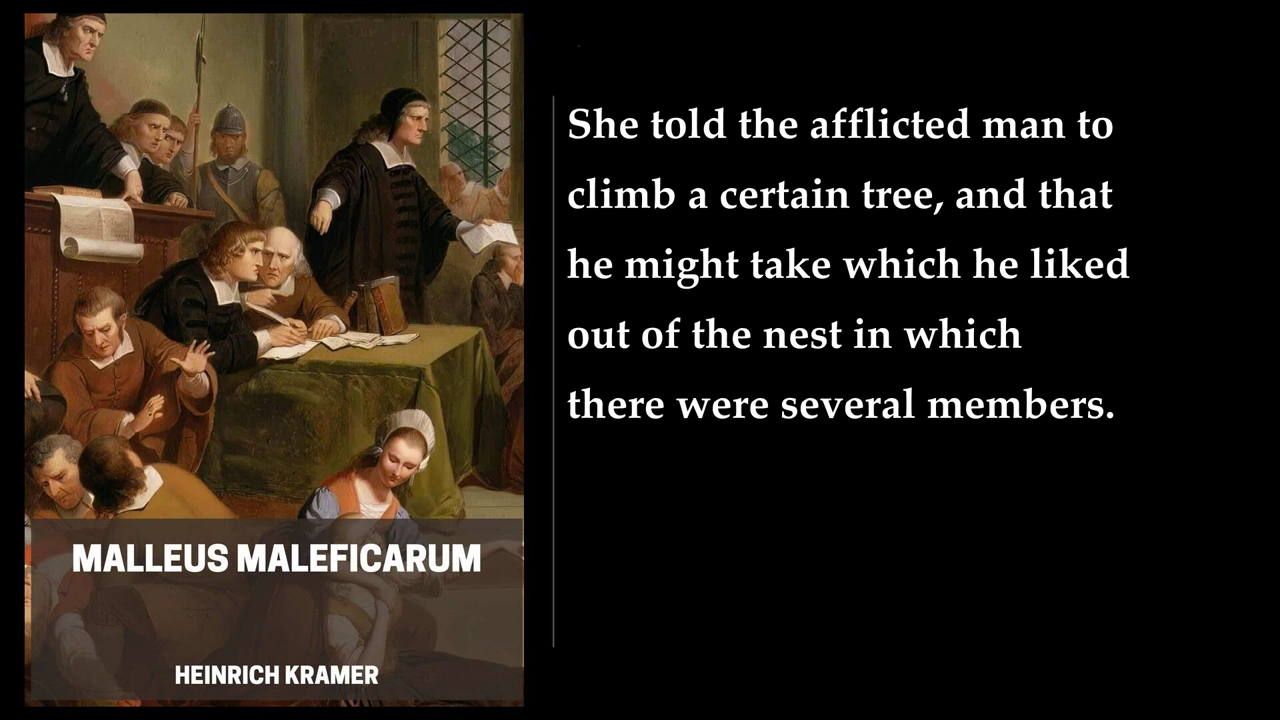 MALLEUS MALEFICARUM
HEINRICH KRAMER
She told the afflicted man to
climb a certain tree, and that
he might take which he liked
out of the nest in which
there were several members.